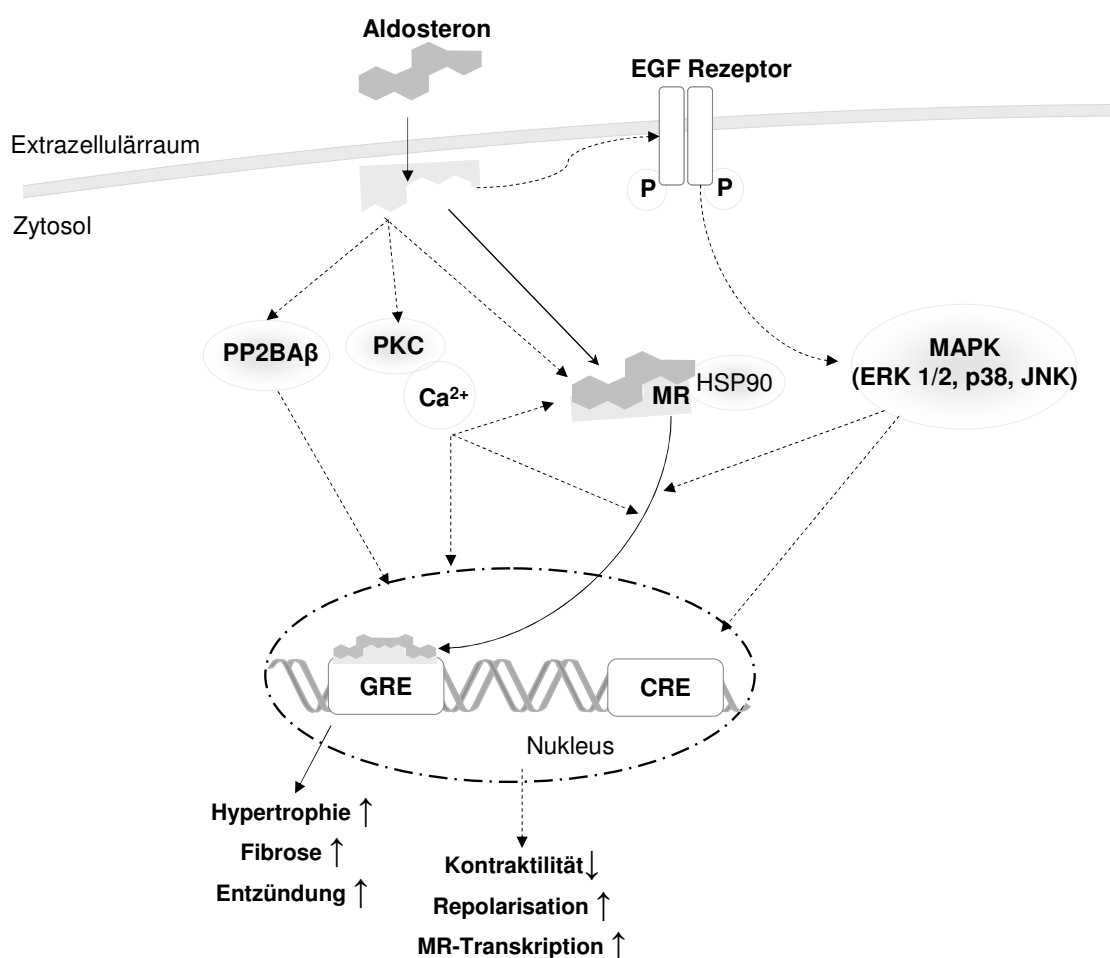 Aldosteron
EGF Rezeptor
Extrazellulärraum
P
P
Zytosol
PP2BAβ
PKC
Ca²⁺
MR
HSP90
MAPK
(ERK 1/2, p38, JNK)
GRE
CRE
Nukleus
Hypertrophie ↑
Fibrose ↑
Entzündung ↑
Kontraktilität↓
Repolarisation ↑
MR-Transkription ↑